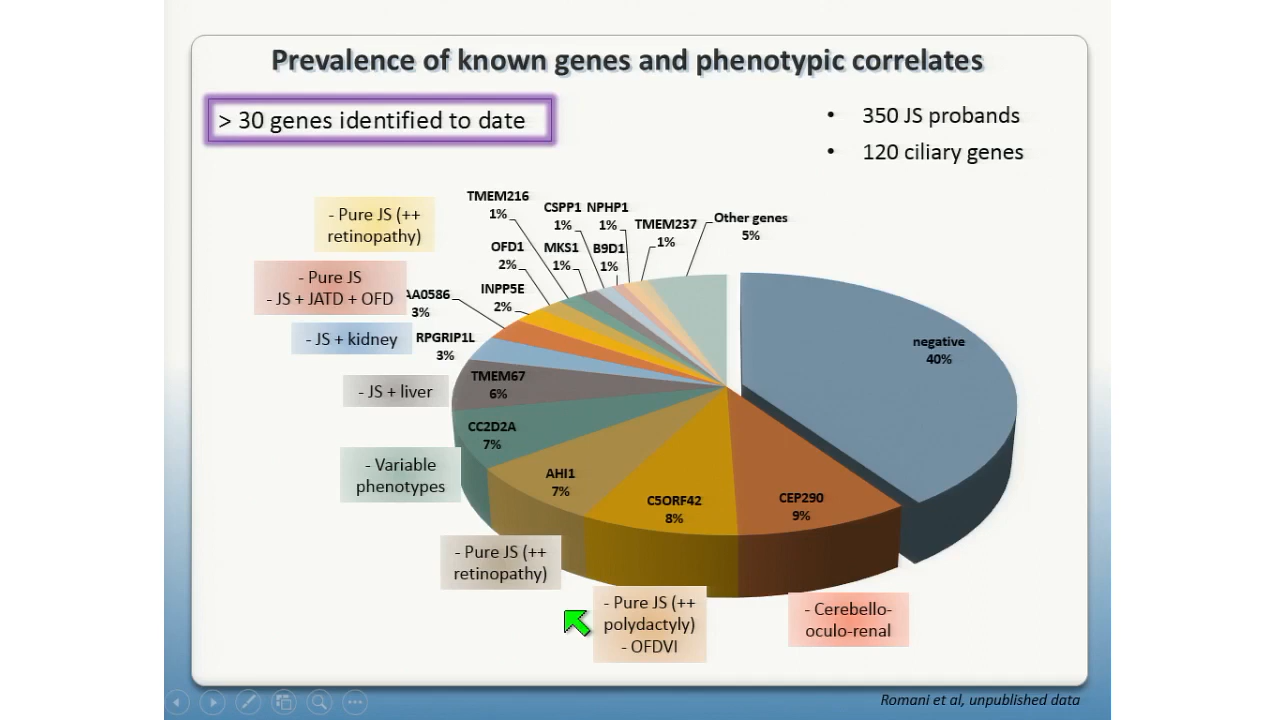 Prevalence of known genes and phenotypic correlates
> 30 genes identified to date
• 350 JS probands
• 120 ciliary genes
- Pure JS (++
retinopathy)
- Pure JS
- JS + JATD + OFD
- JS + kidney
- JS + liver
- Variable
phenotypes
- Pure JS (++
retinopathy)
- Pure JS (++
polydactyly)
- OFDVI
- Cerebello-
oculo-renal
TMEM216
1%
CSPP1
1%
NPHP1
1%
TMEM237
1%
Other genes
5%
OFD1
2%
MKS1
1%
B9D1
1%
INPP5E
2%
AA0586
3%
RPGRIP1L
3%
TMEM67
6%
CC2D2A
7%
AHI1
7%
C5ORF42
8%
CEP290
9%
negative
40%
Romani et al, unpublished data